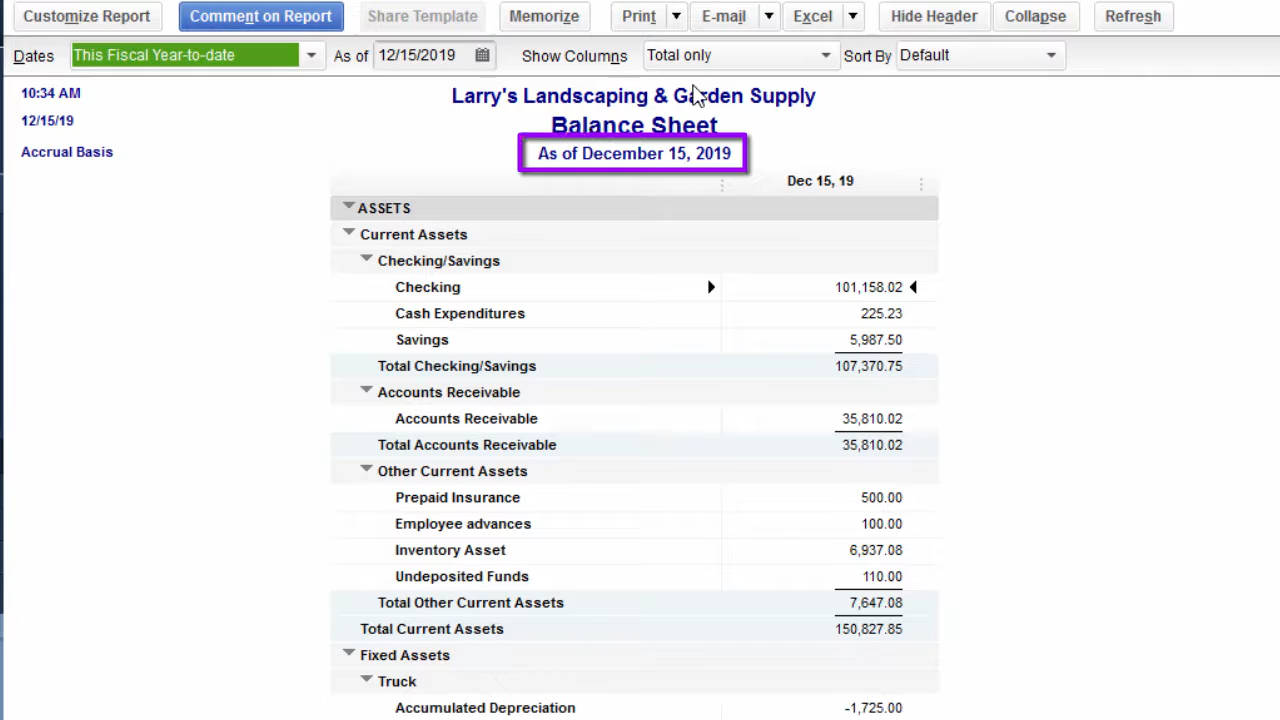 Customize Report Comment on Report Share Template Memorize Print E-mail Excel Hide Header Collapse Refresh
Dates This Fiscal Year-to-date As of 12/15/2019 Show Columns Total only Sort By Default
10:34 AM
12/15/19
Accrual Basis
Larry's Landscaping & Garden Supply
Balance Sheet
As of December 15, 2019
Dec 15, 19
ASSETS
Current Assets
Checking/Savings
Checking 101,158.02
Cash Expenditures 225.23
Savings 5,987.50
Total Checking/Savings 107,370.75
Accounts Receivable
Accounts Receivable 35,810.02
Total Accounts Receivable 35,810.02
Other Current Assets
Prepaid Insurance 500.00
Employee advances 100.00
Inventory Asset 6,937.08
Undeposited Funds 110.00
Total Other Current Assets 7,647.08
Total Current Assets 150,827.85
Fixed Assets
Truck
Accumulated Depreciation -1,725.00